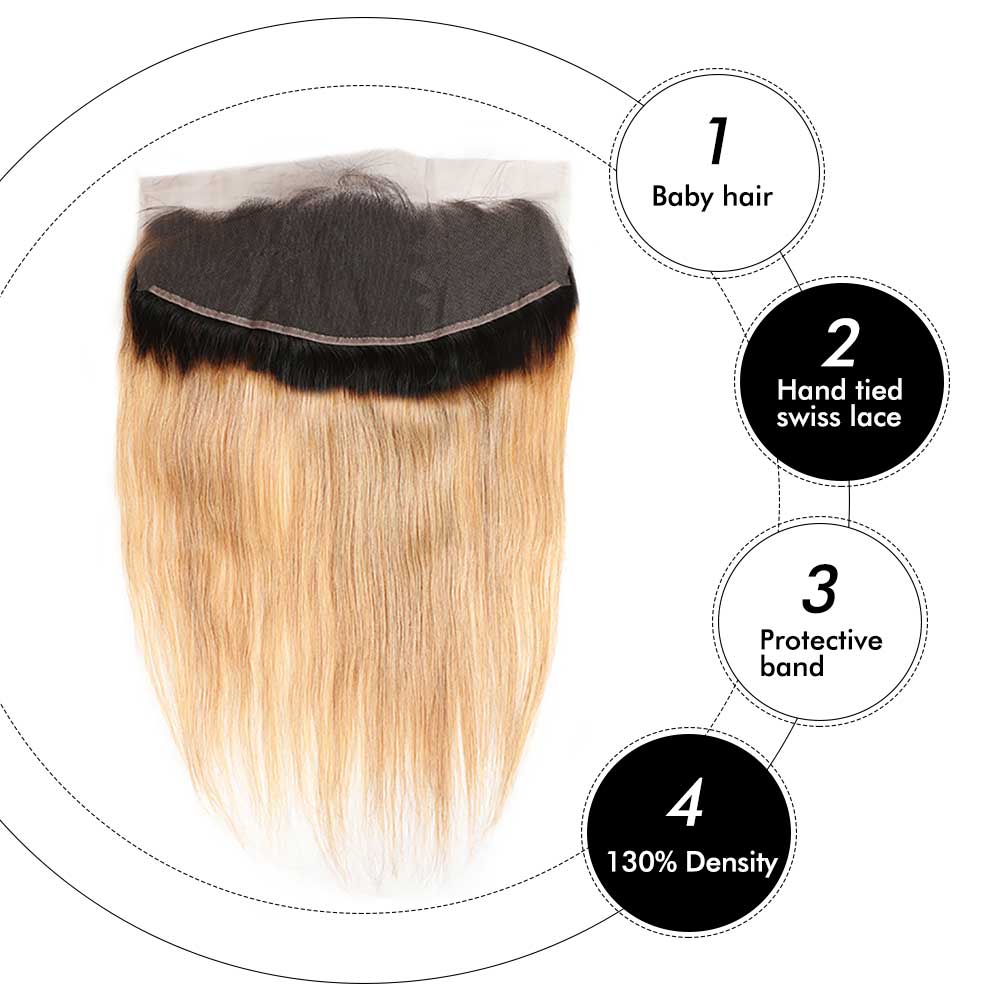 1
Baby hair
2
Hand tied
swiss lace
3
Protective
band
4
130% Density